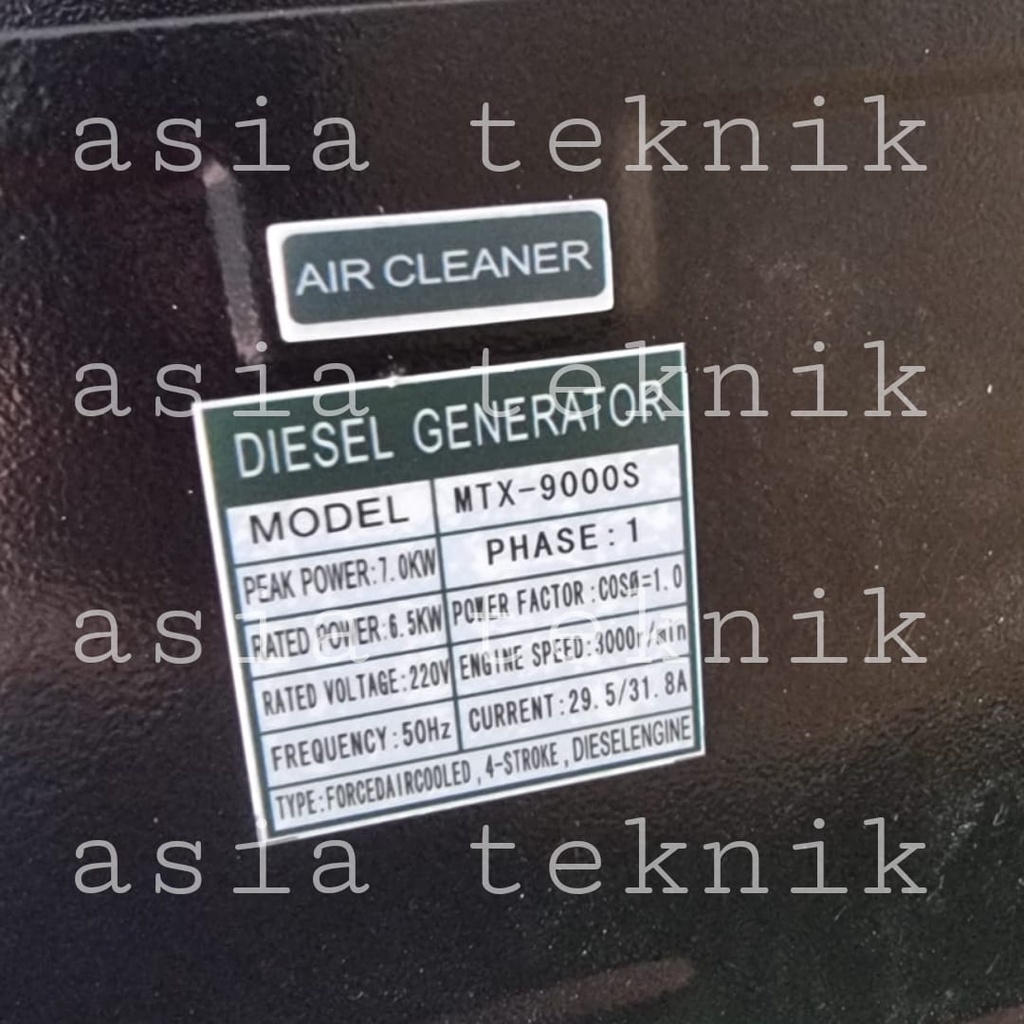 asia teknik
AIR CLEANER
asia teknik
DIESEL GENERATOR
MODEL MTX-9000S
PEAK POWER:7.0KW PHASE:1
RATED POWER:6.5KW POWER FACTOR:COSØ=1.0
asia teknik
RATED VOLTAGE:220V ENGINE SPEED:3000r/min
FREQUENCY:50Hz CURRENT:29.5/31.8A
TYPE:FORCEDAIRCOOLED,4-STROKE,DIESELENGINE
asia teknik